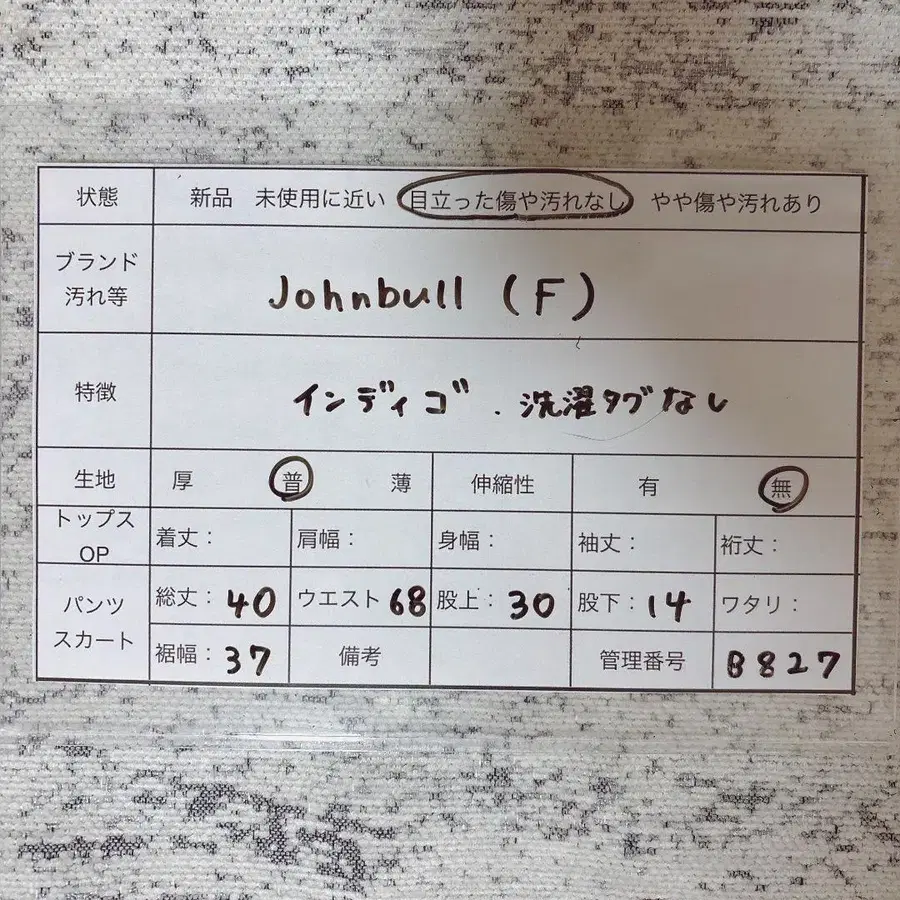 状態 新品 未使用に近い 目立った傷や汚れなし やや傷や汚れあり
ブランド
汚れ等
Johnbull (F)
特徴 インディゴ . 洗濯タグなし
生地 厚 普 薄 伸縮性 有 無
トップス
OP
着丈: 肩幅: 身幅: 袖丈: 裄丈:
パンツ
スカート
総丈: 40 ウエスト 68 股上: 30 股下: 14 ワタリ:
裾幅: 37 備考 管理番号 B827